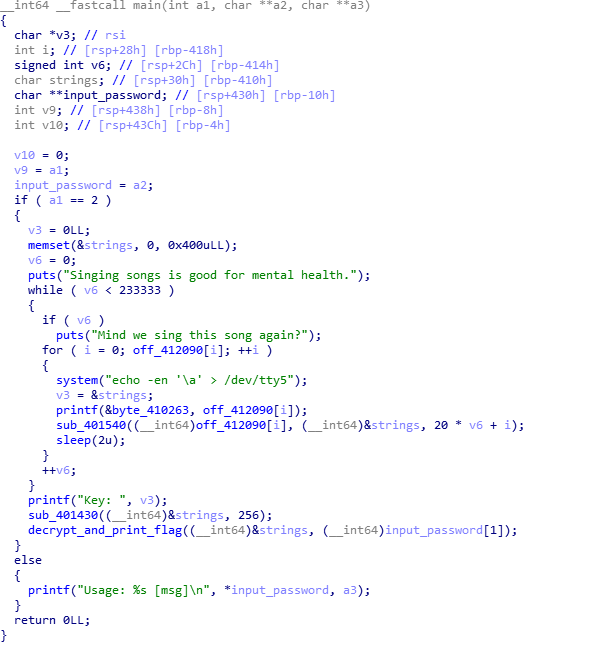 __int64 __fastcall main(int a1, char **a2, char **a3)
{
  char *v3; // rsi
  int i; // [rsp+28h] [rbp-418h]
  signed int v6; // [rsp+2Ch] [rbp-414h]
  char strings; // [rsp+30h] [rbp-410h]
  char **input_password; // [rsp+430h] [rbp-10h]
  int v9; // [rsp+438h] [rbp-8h]
  int v10; // [rsp+43Ch] [rbp-4h]

  v10 = 0;
  v9 = a1;
  input_password = a2;
  if ( a1 == 2 )
  {
    v3 = 0LL;
    memset(&strings, 0, 0x400uLL);
    v6 = 0;
    puts("Singing songs is good for mental health.");
    while ( v6 < 233333 )
    {
      if ( v6 )
        puts("Mind we sing this song again?");
      for ( i = 0; off_412090[i]; ++i )
      {
        system("echo -en '\a' > /dev/tty5");
        v3 = &strings;
        printf(&byte_410263, off_412090[i]);
        sub_401540((__int64)off_412090[i], (__int64)&strings, 20 * v6 + i);
        sleep(2u);
      }
      ++v6;
    }
    printf("Key: ", v3);
    sub_401430((__int64)&strings, 256);
    decrypt_and_print_flag((__int64)&strings, (__int64)input_password[1]);
  }
  else
  {
    printf("Usage: %s [msg]\n", *input_password, a3);
  }
  return 0LL;
}